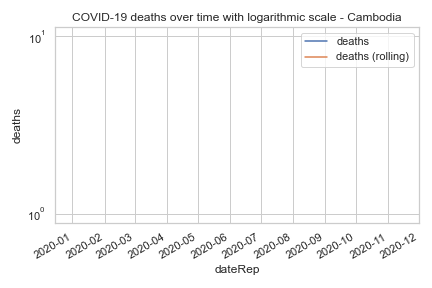 COVID-19 deaths over time with logarithmic scale - Cambodia
10¹
deaths
deaths (rolling)
deaths
10⁰
2020-01
2020-02
2020-03
2020-04
2020-05
2020-06
2020-07
2020-08
2020-09
2020-10
2020-11
2020-12
dateRep